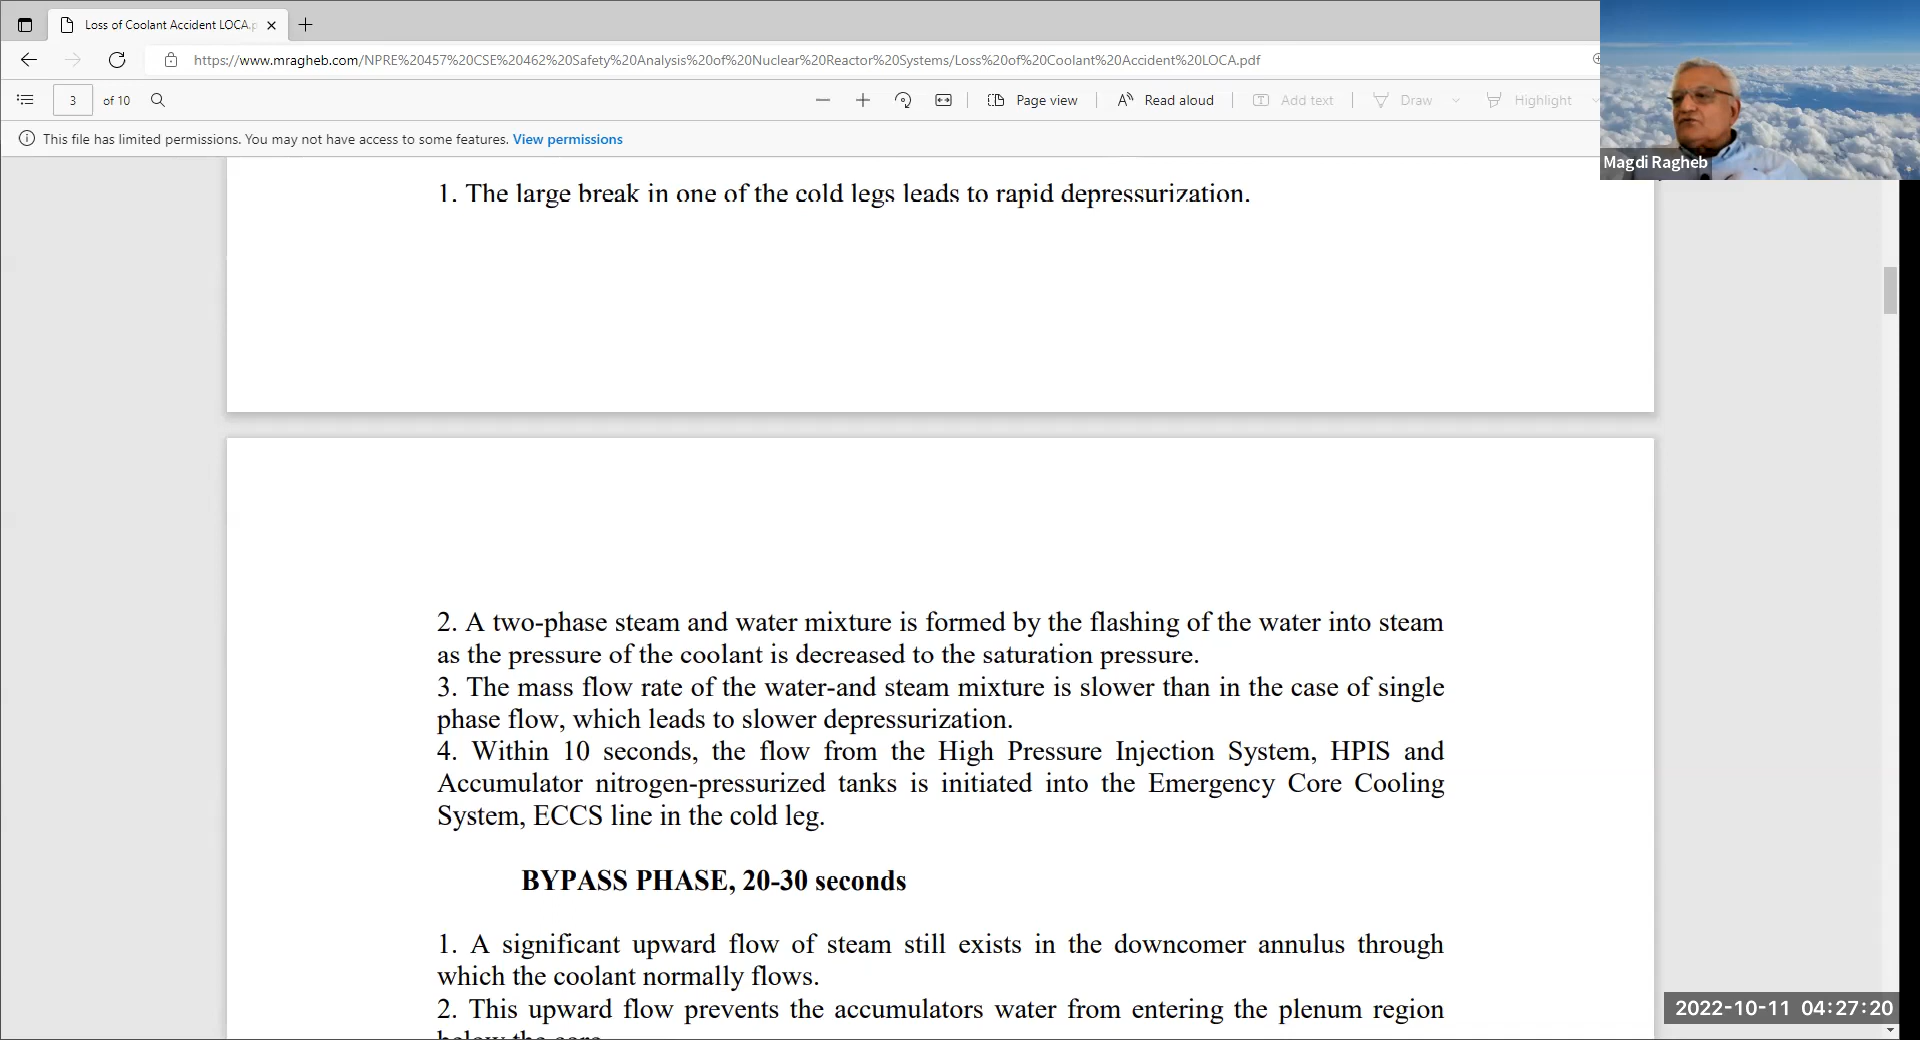 Loss of Coolant Accident LOCA.p
https://www.mragheb.com/NPRE%20457%20CSE%20462%20Safety%20Analysis%20of%20Nuclear%20Reactor%20Systems/Loss%20of%20Coolant%20Accident%20LOCA.pdf
3 of 10 Page view Read aloud Add text Draw Highlight
This file has limited permissions. You may not have access to some features. View permissions
Magdi Ragheb
1. The large break in one of the cold legs leads to rapid depressurization.
2. A two-phase steam and water mixture is formed by the flashing of the water into steam
as the pressure of the coolant is decreased to the saturation pressure.
3. The mass flow rate of the water-and steam mixture is slower than in the case of single
phase flow, which leads to slower depressurization.
4. Within 10 seconds, the flow from the High Pressure Injection System, HPIS and
Accumulator nitrogen-pressurized tanks is initiated into the Emergency Core Cooling
System, ECCS line in the cold leg.
BYPASS PHASE, 20-30 seconds
1. A significant upward flow of steam still exists in the downcomer annulus through
which the coolant normally flows.
2. This upward flow prevents the accumulators water from entering the plenum region
below the core.
2022-10-11 04:27:20